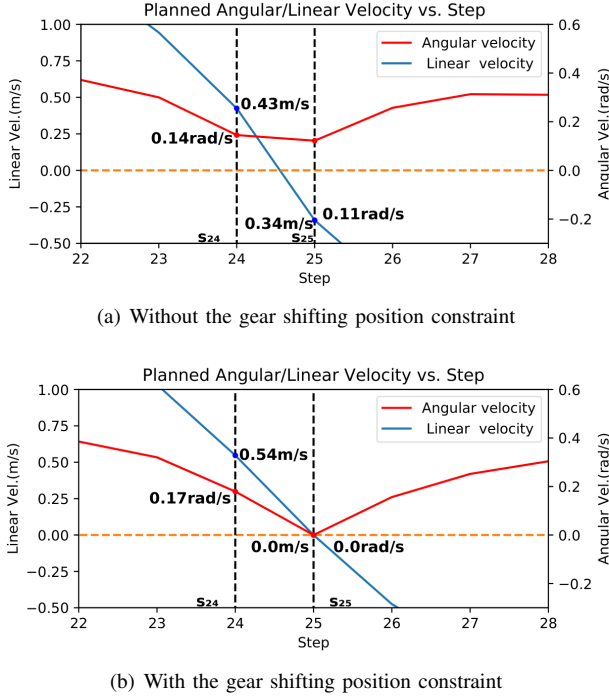 Planned Angular/Linear Velocity vs. Step
1.00
0.75
0.50
0.25
0.00
−0.25
−0.50
Linear Vel.(m/s)
0.6
0.4
0.2
0.0
−0.2
Angular Vel.(rad/s)
Angular velocity
Linear velocity
0.43m/s
0.14rad/s
0.11rad/s
0.34m/s
s₂₄
s₂₅
22 23 24 25 26 27 28
Step
(a) Without the gear shifting position constraint
Planned Angular/Linear Velocity vs. Step
1.00
0.75
0.50
0.25
0.00
−0.25
−0.50
Linear Vel.(m/s)
0.6
0.4
0.2
0.0
−0.2
Angular Vel.(rad/s)
Angular velocity
Linear velocity
0.54m/s
0.17rad/s
0.0m/s
0.0rad/s
s₂₄
s₂₅
22 23 24 25 26 27 28
Step
(b) With the gear shifting position constraint